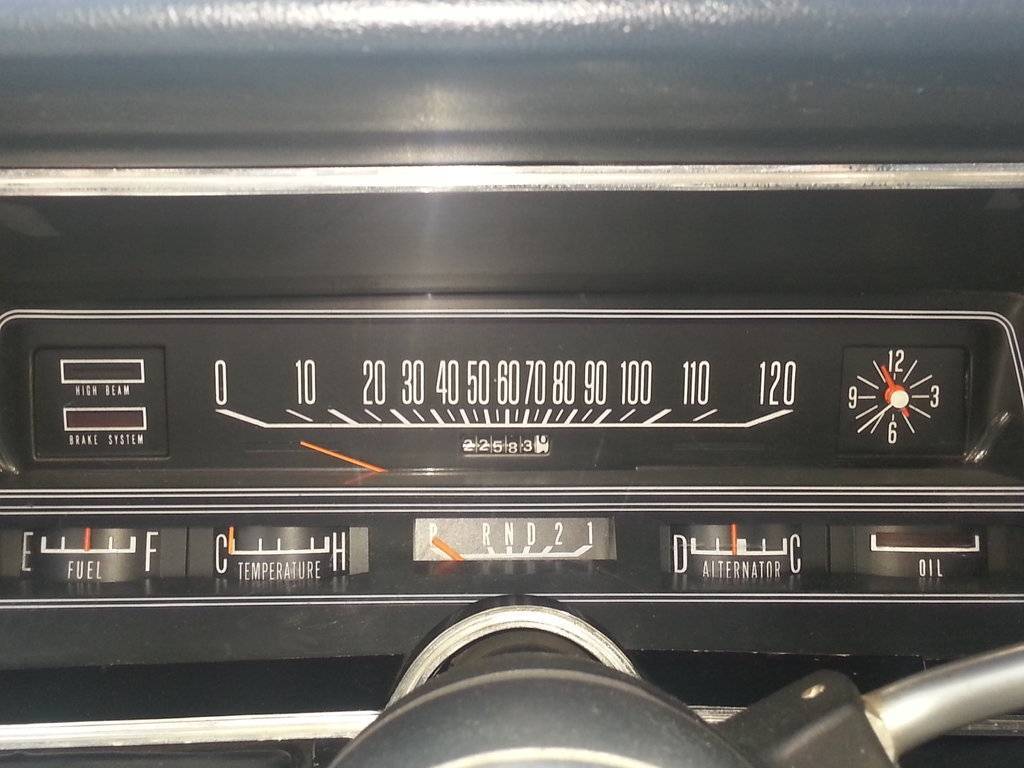 HIGH BEAM
BRAKE SYSTEM
0 10 20 30 40 50 60 70 80 90 100 110 120
22583
12
9 3
6
E F
FUEL
C H
TEMPERATURE
P R N D 2 1
D C
ALTERNATOR
OIL